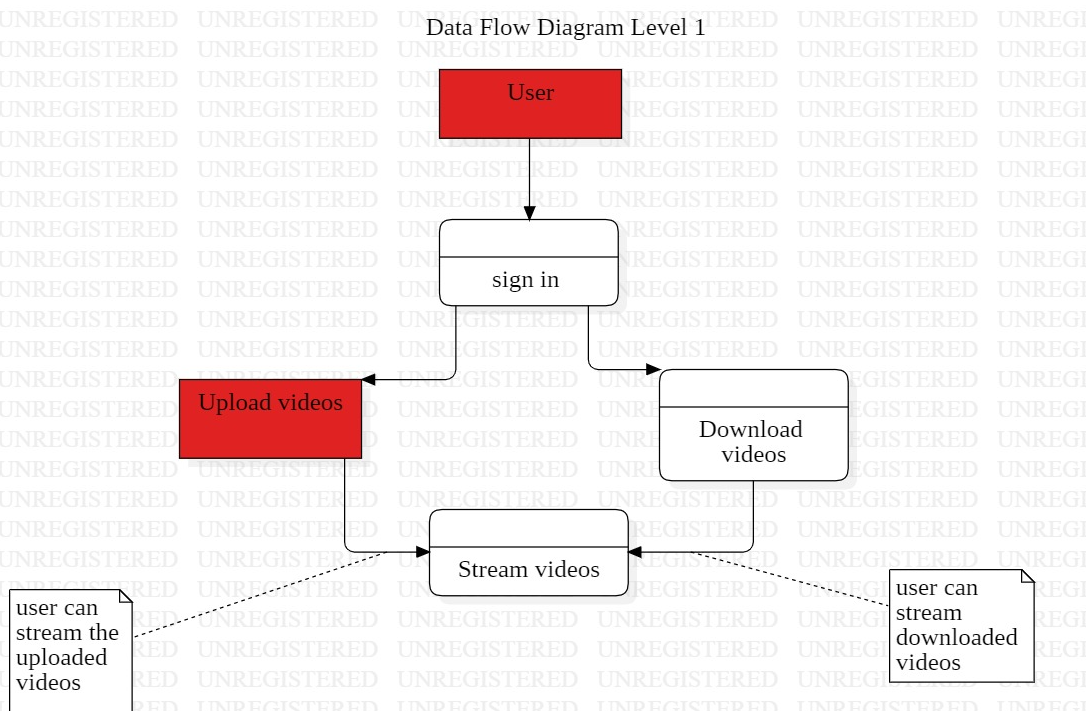 Data Flow Diagram Level 1
User
sign in
Upload videos
Download
videos
Stream videos
user can
stream the
uploaded
videos
user can
stream
downloaded
videos
UNREGISTERED